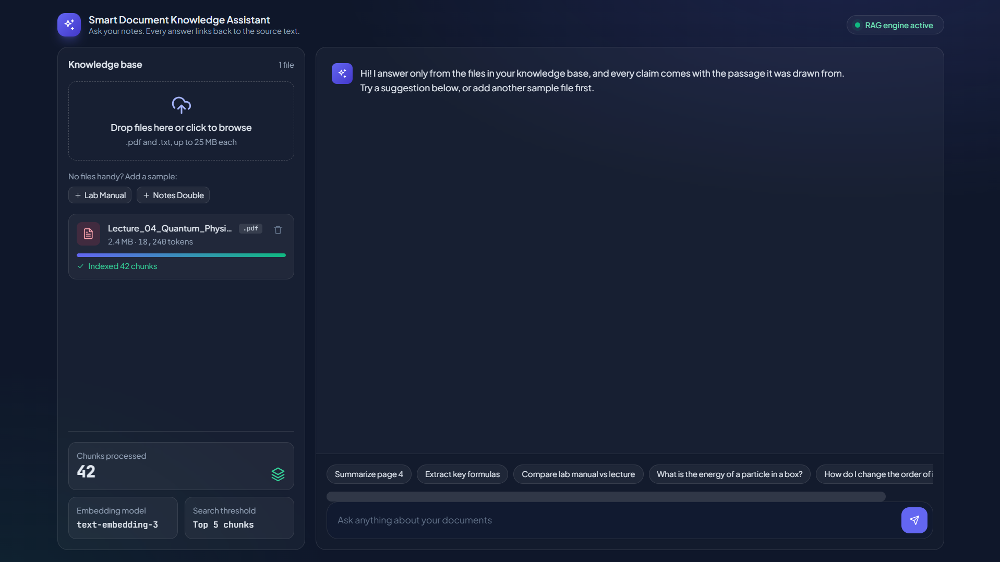 Smart Document Knowledge Assistant
Ask your notes. Every answer links back to the source text.
RAG engine active
Knowledge base
1 file
Drop files here or click to browse
.pdf and .txt, up to 25 MB each
No files handy? Add a sample:
+ Lab Manual
+ Notes Double
Lecture_04_Quantum_Physi...
.pdf
2.4 MB · 18,240 tokens
Indexed 42 chunks
Chunks processed
42
Embedding model
text-embedding-3
Search threshold
Top 5 chunks
Hi! I answer only from the files in your knowledge base, and every claim comes with the passage it was drawn from.
Try a suggestion below, or add another sample file first.
Summarize page 4
Extract key formulas
Compare lab manual vs lecture
What is the energy of a particle in a box?
How do I change the order of i
Ask anything about your documents